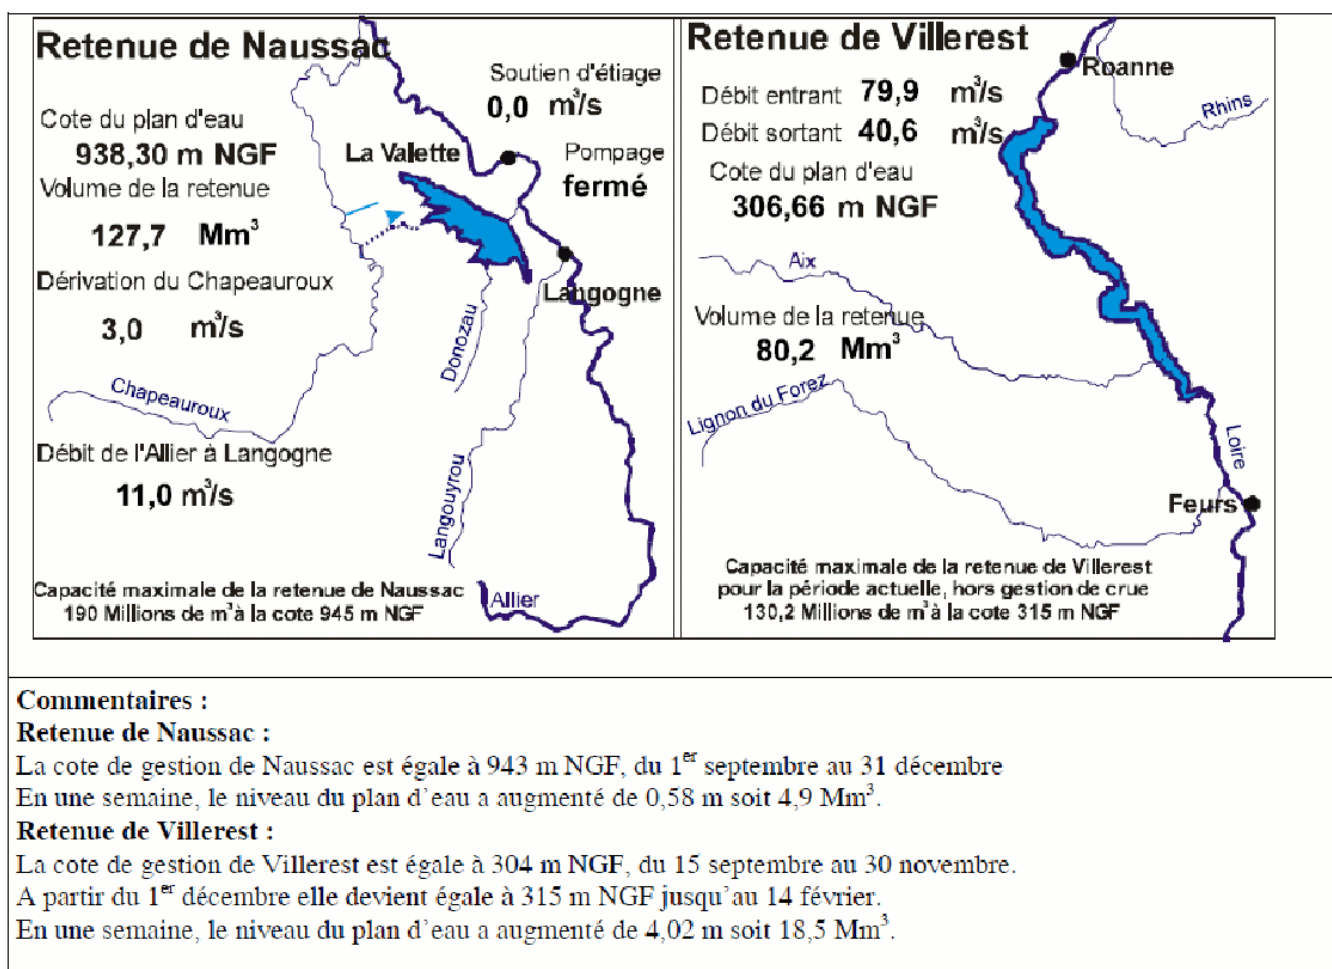 Retenue de Naussac
Soutien d'étiage
0,0 m³/s
Cote du plan d'eau
938,30 m NGF
La Valette
Pompage
fermé
Volume de la retenue
127,7 Mm³
Dérivation du Chapeauroux
3,0 m³/s
Langogne
Donozau
Chapeauroux
Débit de l'Allier à Langogne
11,0 m³/s
Langouyrou
Capacité maximale de la retenue de Naussac
190 Millions de m³ à la cote 945 m NGF
Allier
Retenue de Villerest
Roanne
Débit entrant 79,9 m³/s
Rhins
Débit sortant 40,6 m³/s
Cote du plan d'eau
306,66 m NGF
Aix
Volume de la retenue
80,2 Mm³
Lignon du Forez
Loire
Feurs
Capacité maximale de la retenue de Villerest
pour la période actuelle, hors gestion de crue
130,2 Millions de m³ à la cote 315 m NGF
Commentaires :
Retenue de Naussac :
La cote de gestion de Naussac est égale à 943 m NGF, du 1er septembre au 31 décembre
En une semaine, le niveau du plan d'eau a augmenté de 0,58 m soit 4,9 Mm³.
Retenue de Villerest :
La cote de gestion de Villerest est égale à 304 m NGF, du 15 septembre au 30 novembre.
A partir du 1er décembre elle devient égale à 315 m NGF jusqu'au 14 février.
En une semaine, le niveau du plan d'eau a augmenté de 4,02 m soit 18,5 Mm³.